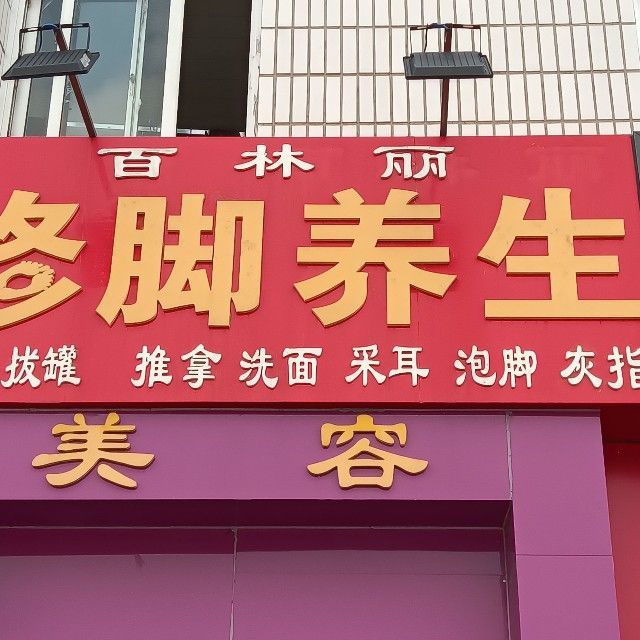 百林丽
修脚养生
拔罐 推拿 洗面 采耳 泡脚 灰指
美容